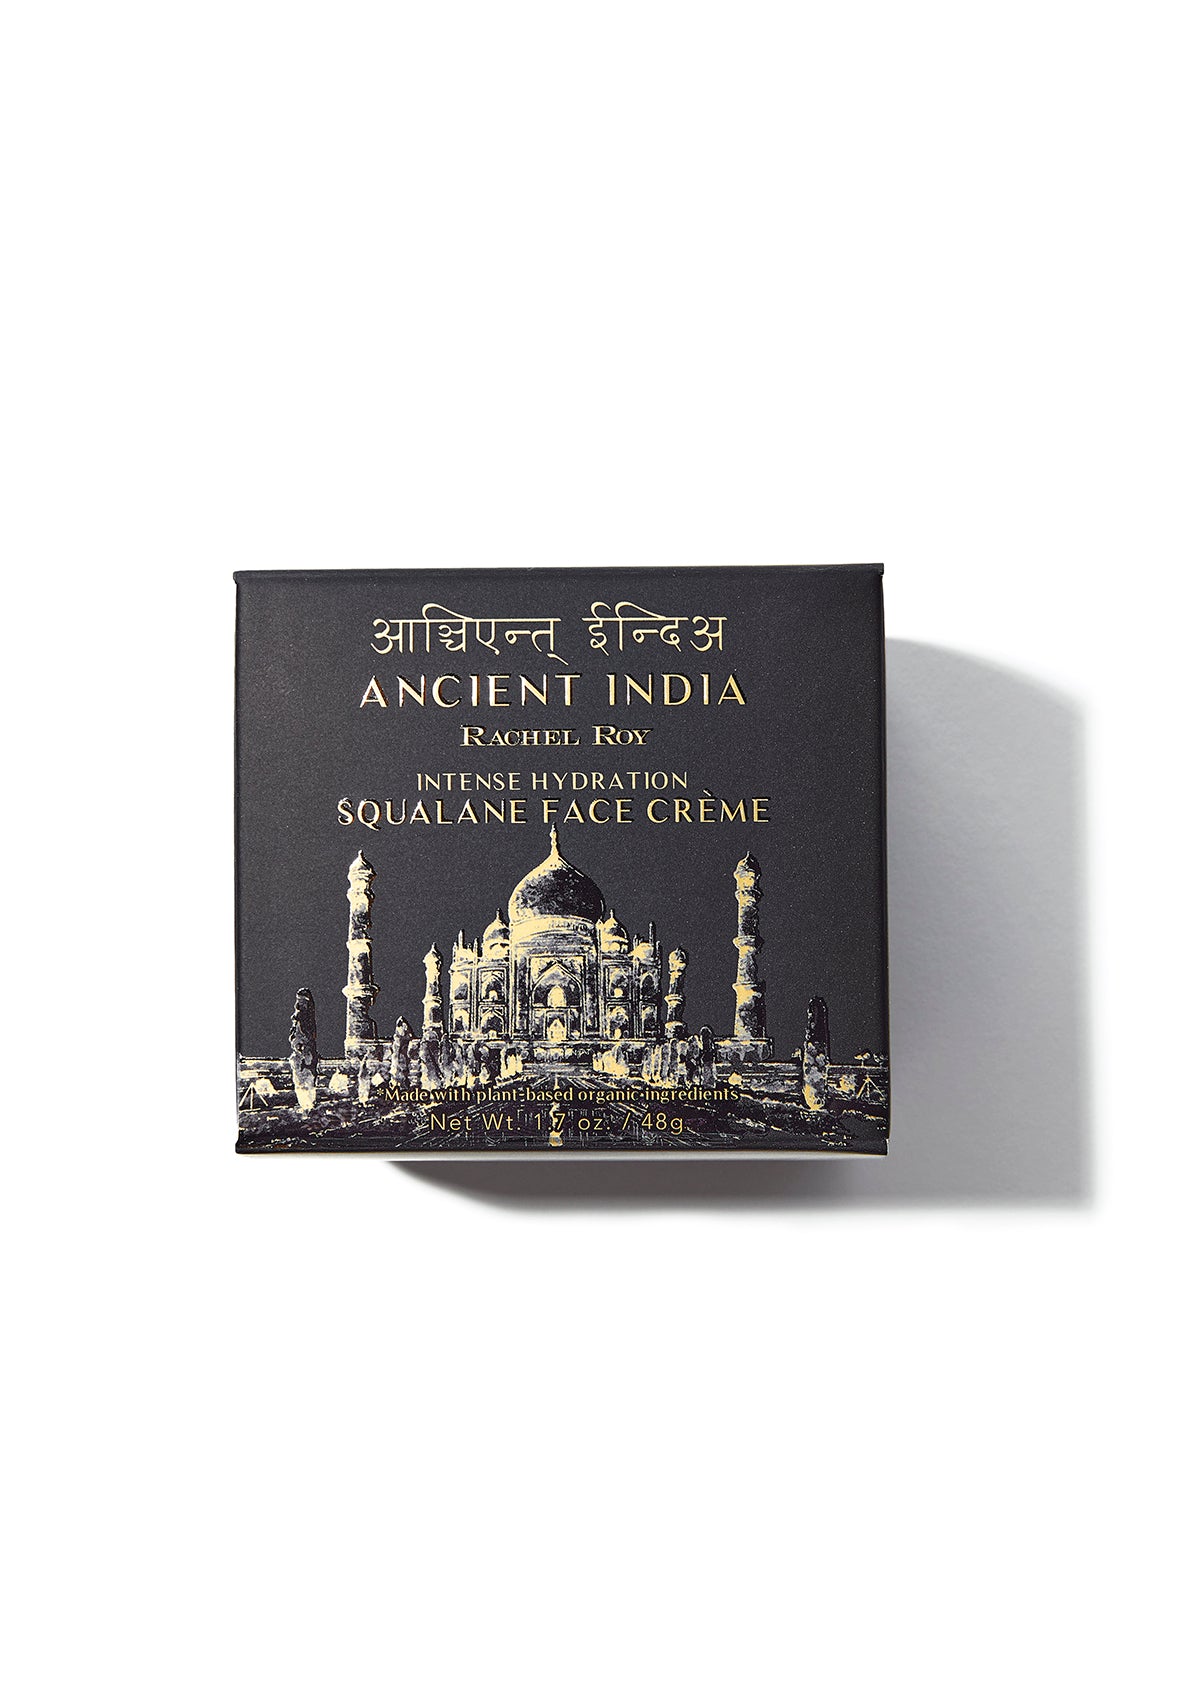 आञ्चिएन्त् ईन्दिअ
ANCIENT INDIA
RACHEL ROY
INTENSE HYDRATION
SQUALANE FACE CRÈME
*Made with plant-based organic ingredients
Net Wt. 1.7 oz. / 48g